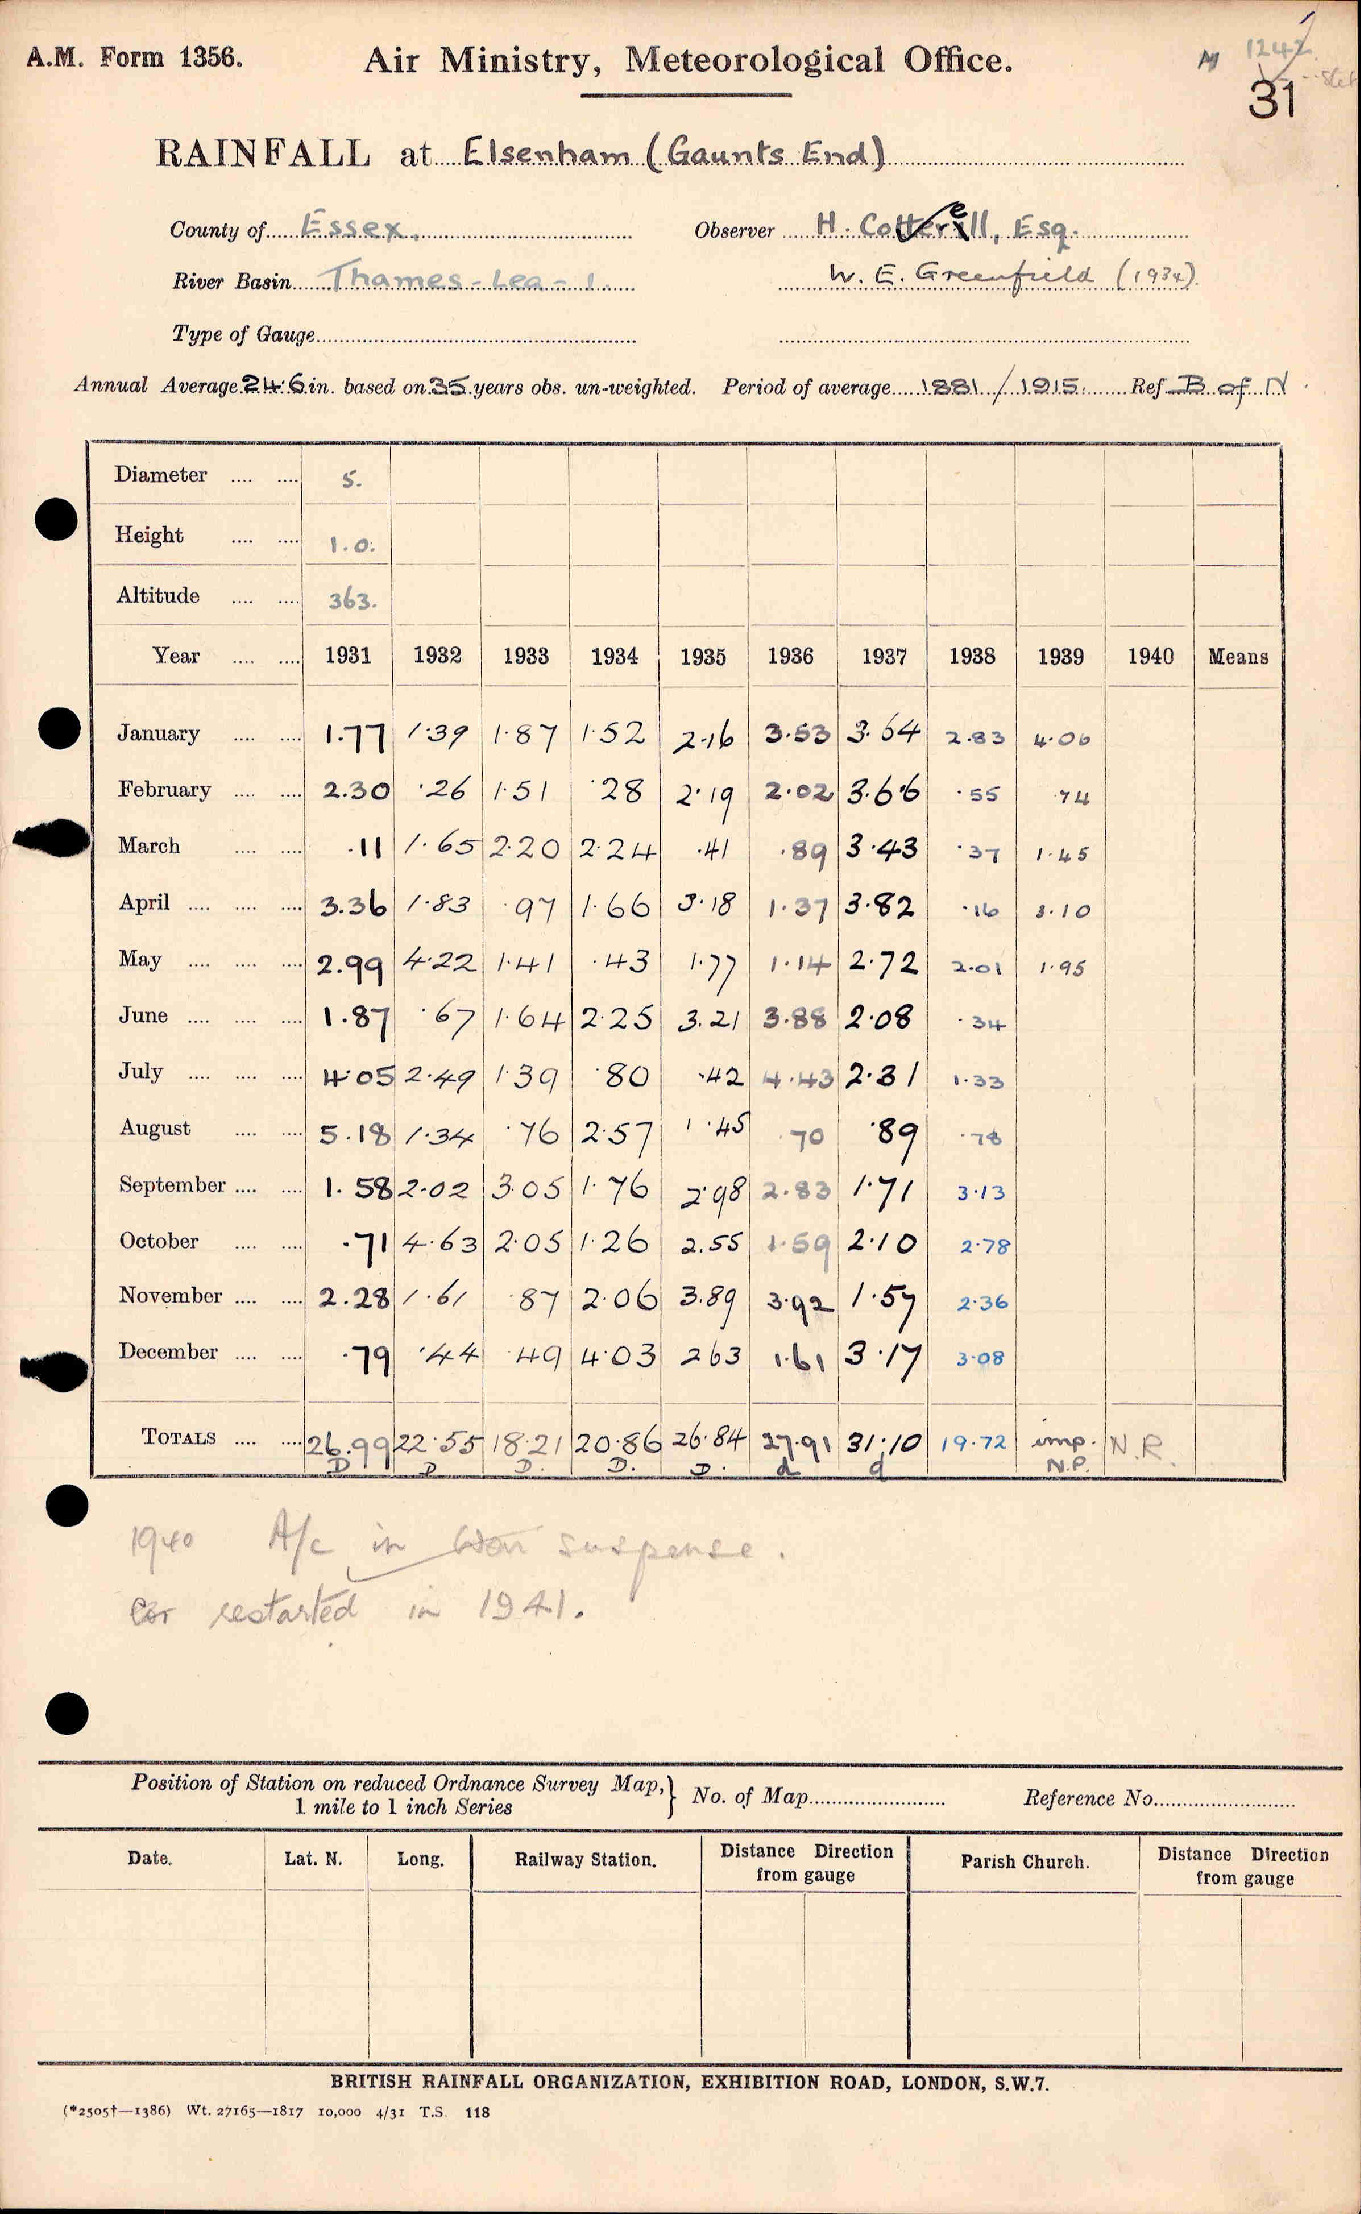 A.M. Form 1356.
Air Ministry, Meteorological Office.
M 1242
31
RAINFALL at Elsenham (Gaunts End)
County of Essex. Observer H. Cotterell, Esq.
River Basin Thames - Lea - 1. W. E. Greenfield (1934)
Type of Gauge
Annual Average 24.6 in. based on 35 years obs. un-weighted. Period of average 1881/1915. Ref B of N.
Diameter 5.
Height 1.0.
Altitude 363.
Year 1931 1932 1933 1934 1935 1936 1937 1938 1939 1940 Means
January 1.77 1.39 1.87 1.52 2.16 3.53 3.64 2.83 4.06
February 2.30 .26 1.51 .28 2.19 2.02 3.66 .55 .74
March .11 1.65 2.20 2.24 .41 .89 3.43 .37 1.45
April 3.36 1.83 .97 1.66 3.18 1.37 3.82 .16 3.10
May 2.99 4.22 1.41 .43 1.77 1.14 2.72 2.01 1.95
June 1.87 .67 1.64 2.25 3.21 3.88 2.08 .34
July 4.05 2.49 1.39 .80 .42 4.43 2.31 1.33
August 5.18 1.34 .76 2.57 1.45 .70 .89 .78
September 1.58 2.02 3.05 1.76 2.98 2.83 1.71 3.13
October .71 4.63 2.05 1.26 2.55 1.59 2.10 2.78
November 2.28 1.61 .87 2.06 3.89 3.92 1.57 2.36
December .79 .44 .49 4.03 2.63 1.61 3.17 3.08
TOTALS 26.99 22.55 18.21 20.86 26.84 27.91 31.10 19.72 imp. N.R.
D D D. D. D. d d N.P.
1940 A/c in War suspense.
restarted in 1941.
Position of Station on reduced Ordnance Survey Map, 1 mile to 1 inch Series } No. of Map Reference No.
Date. Lat. N. Long. Railway Station. Distance Direction from gauge Parish Church. Distance Direction from gauge
BRITISH RAINFALL ORGANIZATION, EXHIBITION ROAD, LONDON, S.W.7.
(*2505†—1386) Wt. 27165—1817 10,000 4/31 T.S. 118